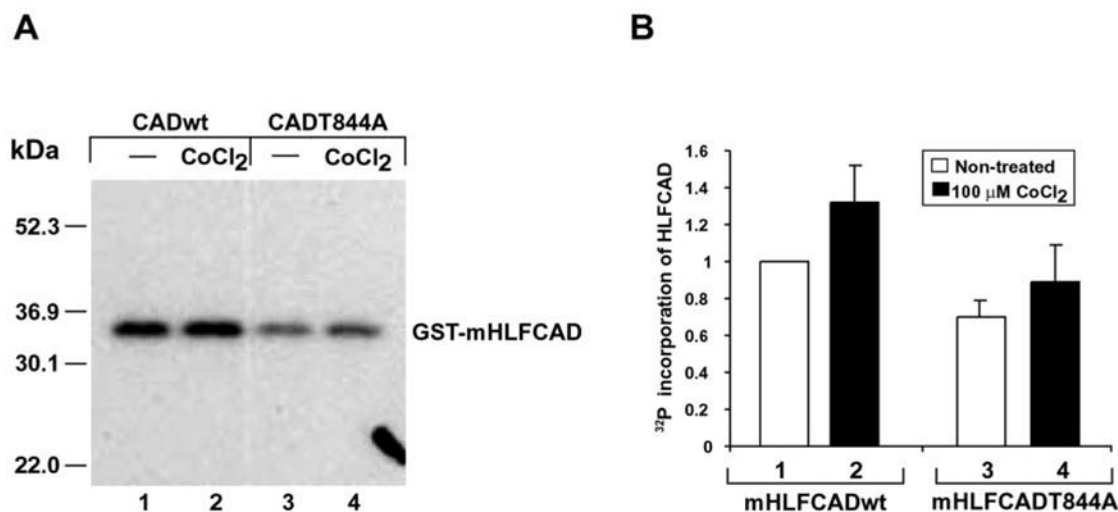 A
CADwt CADT844A
kDa
— CoCl2 — CoCl2
52.3
36.9
GST-mHLFCAD
30.1
22.0
1 2 3 4
B
1.6
1.4
1.2
1
0.8
0.6
0.4
0.2
0
32P incorporation of HLFCAD
Non-treated
100 μM CoCl2
1 2 3 4
mHLFCADwt mHLFCADT844A